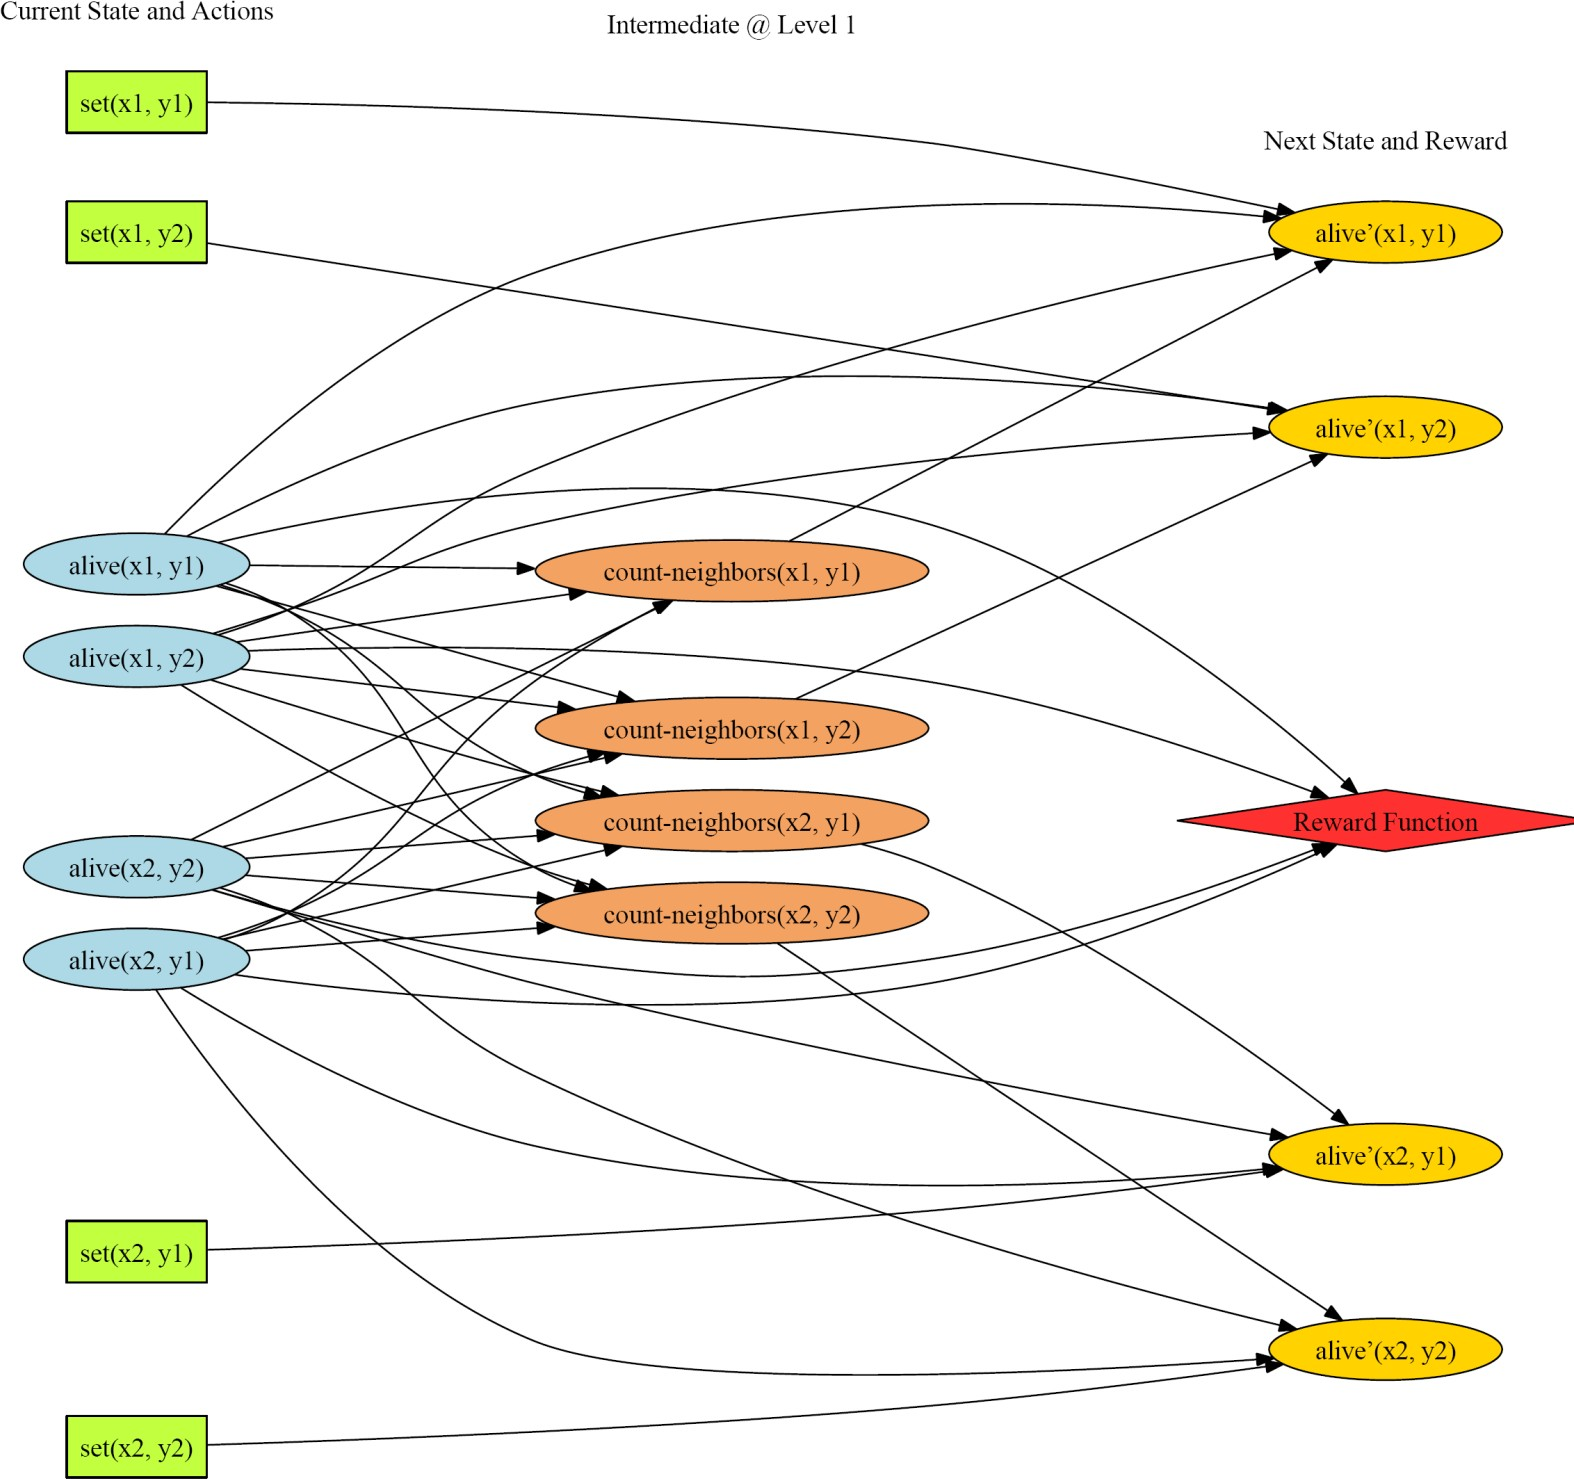 Current State and Actions
Intermediate @ Level 1
set(x1, y1)
Next State and Reward
set(x1, y2)
alive’(x1, y1)
alive’(x1, y2)
alive(x1, y1)
count-neighbors(x1, y1)
alive(x1, y2)
count-neighbors(x1, y2)
count-neighbors(x2, y1)
Reward Function
alive(x2, y2)
count-neighbors(x2, y2)
alive(x2, y1)
alive’(x2, y1)
set(x2, y1)
alive’(x2, y2)
set(x2, y2)